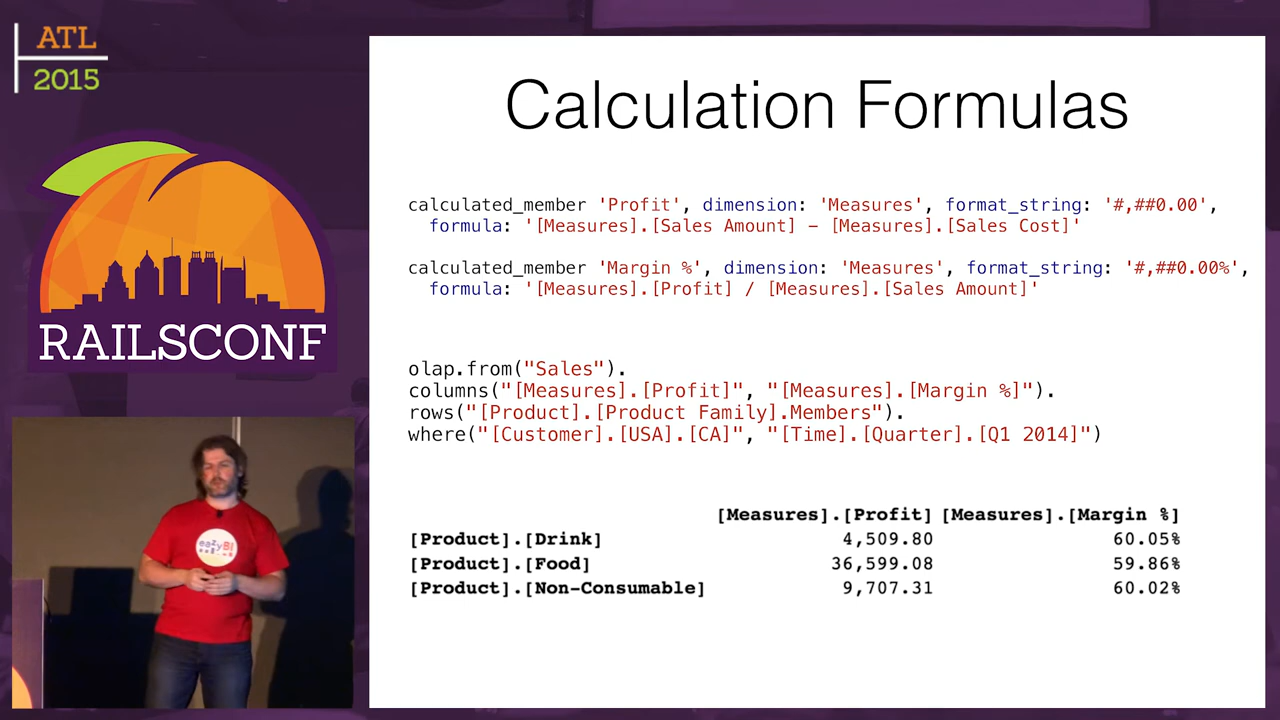 ATL
2015
RAILSCONF
Calculation Formulas
calculated_member 'Profit', dimension: 'Measures', format_string: '#,##0.00',
formula: '[Measures].[Sales Amount] - [Measures].[Sales Cost]'
calculated_member 'Margin %', dimension: 'Measures', format_string: '#,##0.00%',
formula: '[Measures].[Profit] / [Measures].[Sales Amount]'
olap.from("Sales").
columns("[Measures].[Profit]", "[Measures].[Margin %]").
rows("[Product].[Product Family].Members").
where("[Customer].[USA].[CA]", "[Time].[Quarter].[Q1 2014]")
[Measures].[Profit] [Measures].[Margin %]
[Product].[Drink] 4,509.80 60.05%
[Product].[Food] 36,599.08 59.86%
[Product].[Non-Consumable] 9,707.31 60.02%
eazyBI